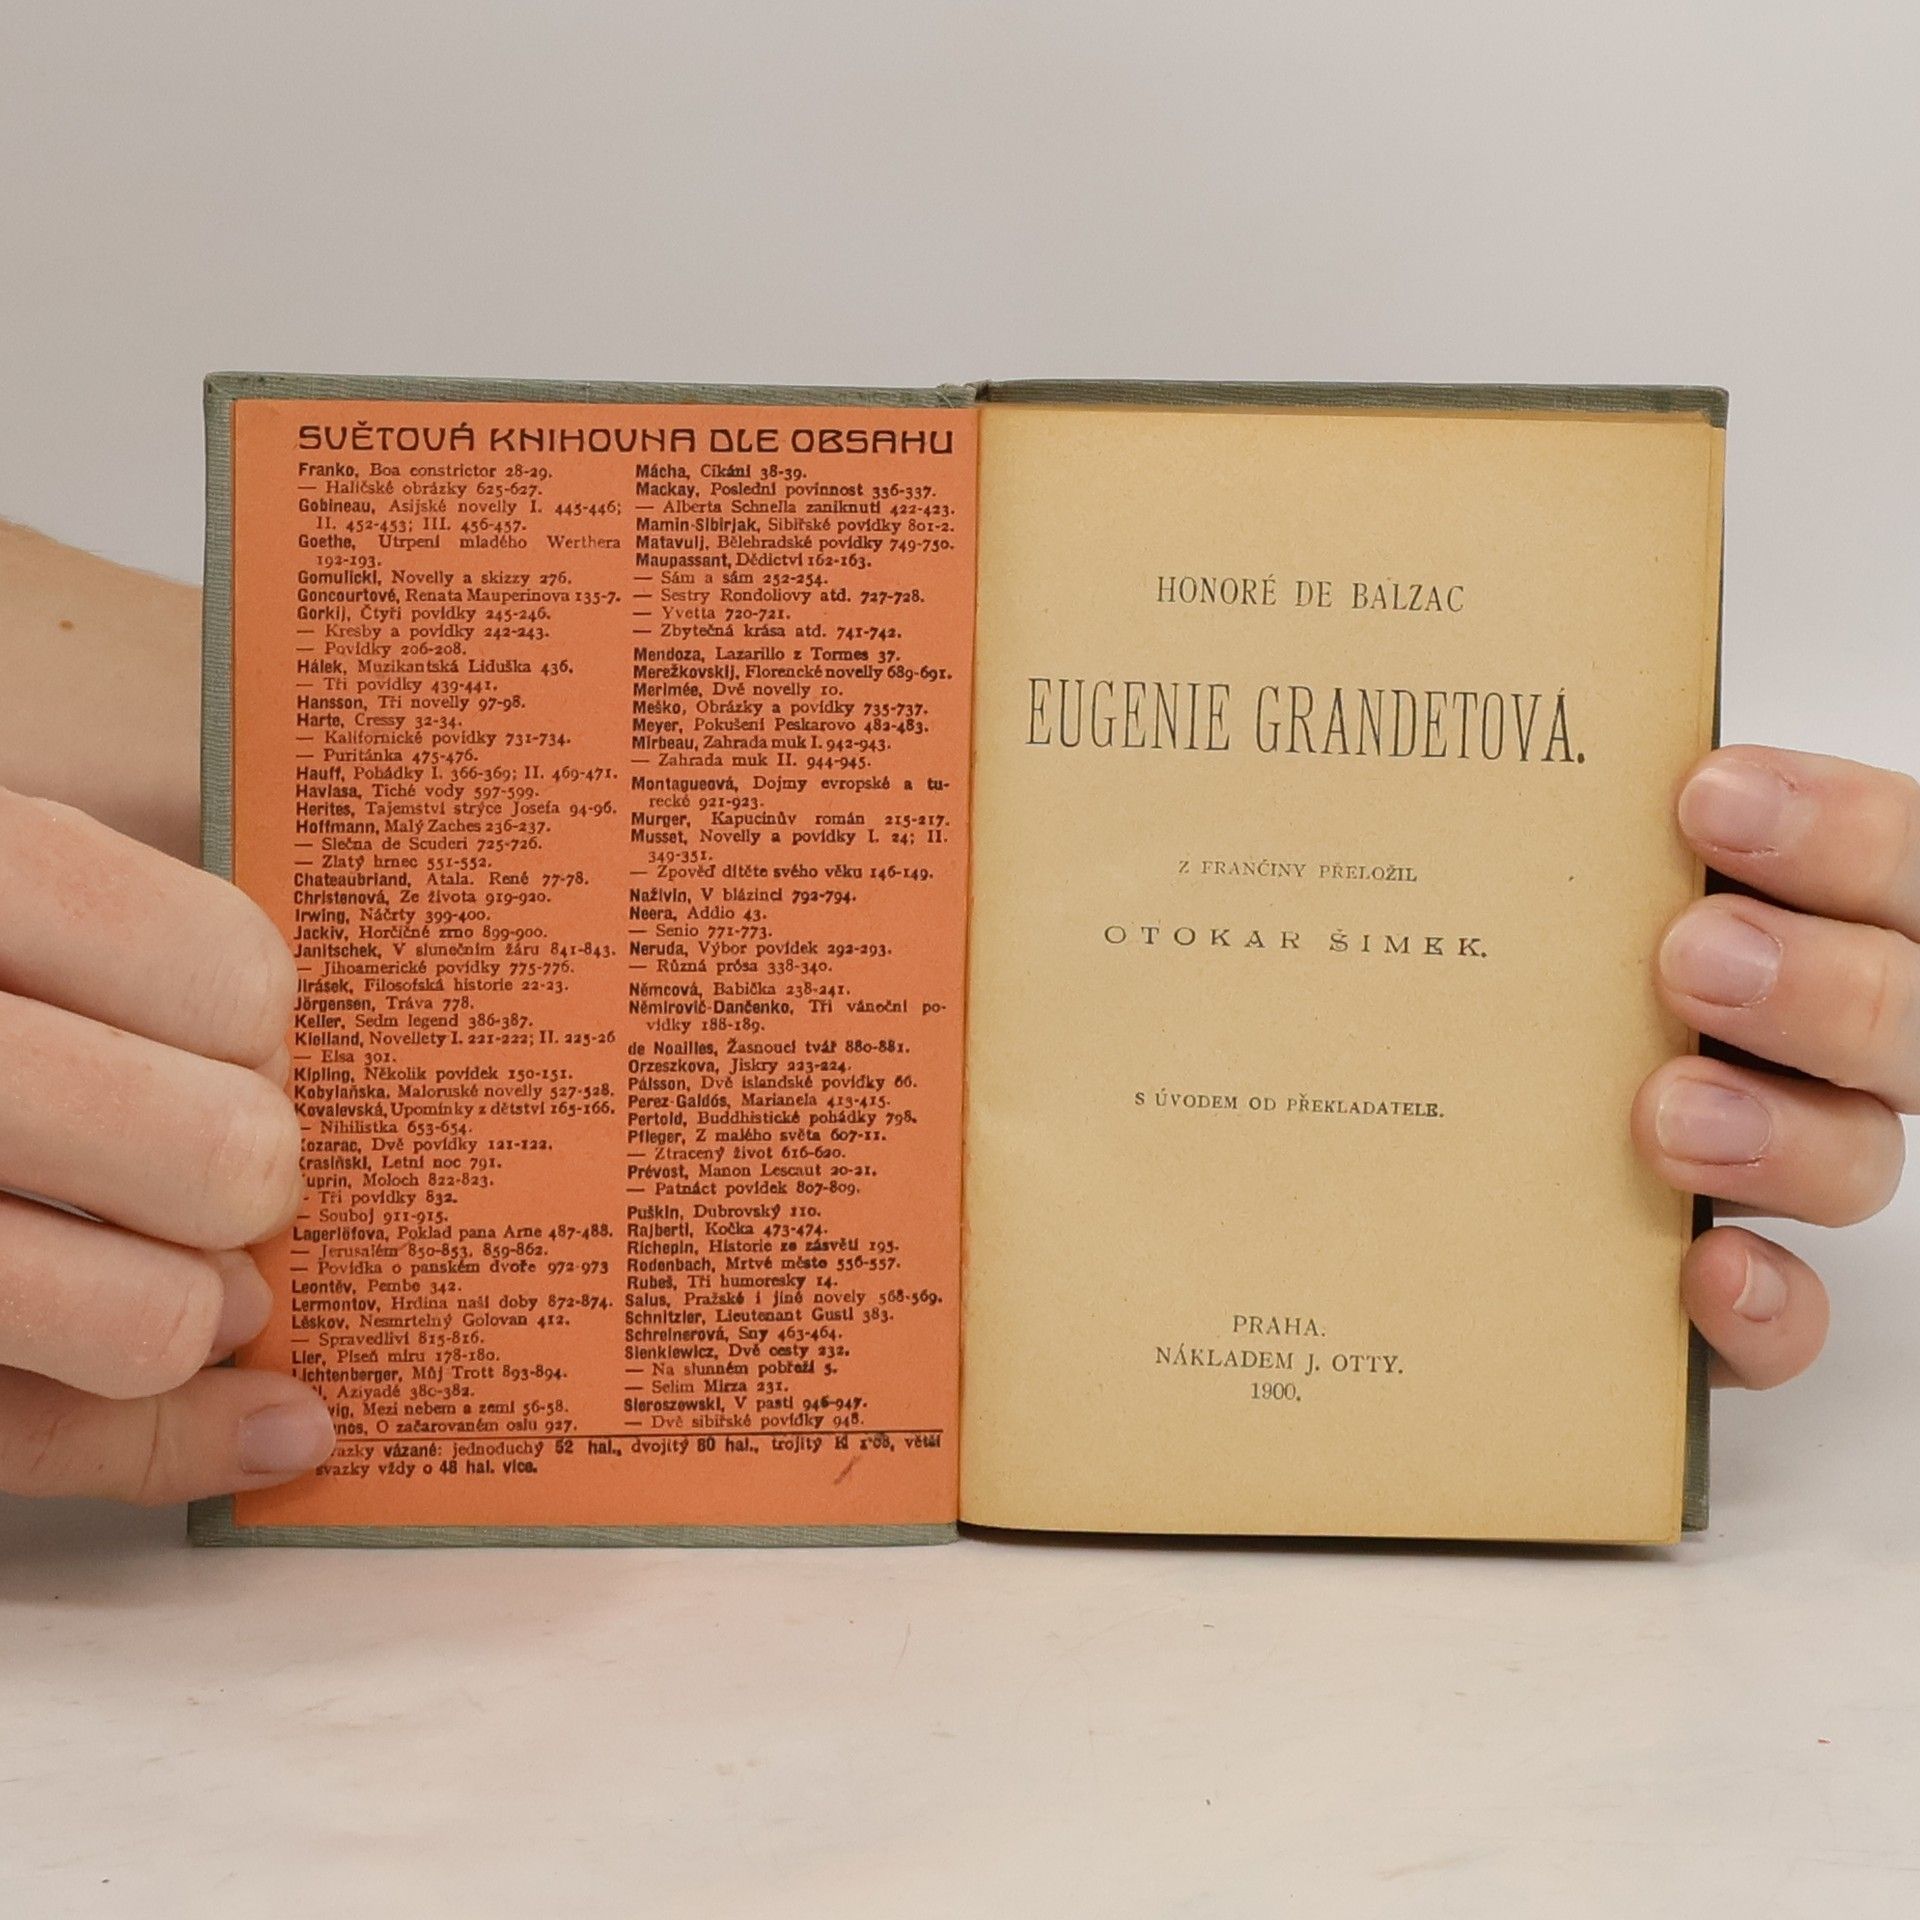 SVĚTOVÁ KNIHOVNA DLE OBSAHU
Franko, Boa constrictor 28-29.
— Haličské obrázky 625-627.
Gobineau, Asijské novelly I. 445-446;
II. 452-453; III. 456-457.
Goethe, Utrpení mladého Werthera
192-193.
Gomulicki, Novelly a skizzy 276.
Goncourtové, Renata Mauperinova 135-7.
Gorkij, Čtyři povídky 245-246.
— Kresby a povídky 242-243.
— Povídky 206-208.
Hálek, Muzikantská Liduška 436.
— Tři povídky 439-441.
Hansson, Tři novelly 97-98.
Harte, Cressy 32-34.
— Kalifornické povídky 731-734.
— Puritánka 475-476.
Hauff, Pohádky I. 366-369; II. 469-471.
Havlasa, Tiché vody 597-599.
Herites, Tajemství strýce Josefa 94-96.
Hoffmann, Malý Zaches 236-237.
— Slečna de Scuderi 725-726.
— Zlatý hrnec 551-552.
Chateaubriand, Atala. René 77-78.
Christenová, Ze života 919-920.
Irwing, Náčrty 399-400.
Jackiv, Horčičné zrno 899-900.
Janitschek, V slunečním žáru 841-843.
— Jihoamerické povídky 775-776.
Jirásek, Filosofská historie 22-23.
Jörgensen, Tráva 778.
Keller, Sedm legend 386-387.
Kielland, Novellety I. 221-222; II. 225-26
— Elsa 301.
Kipling, Několik povídek 150-151.
Kobylańska, Maloruské novelly 527-528.
Kovalevská, Upomínky z dětství 165-166.
— Nihilistka 653-654.
Kozarac, Dvě povídky 121-122.
Krasiński, Letní noc 791.
uprin, Moloch 822-823.
- Tři povídky 832.
— Souboj 911-915.
Lagerlöfova, Poklad pana Arne 487-488.
— Jerusalém 850-853, 859-862.
— Povídka o panském dvoře 972-973
Leontěv, Pembe 342.
Lermontov, Hrdina naší doby 872-874.
Lěskov, Nesmrtelný Golovan 412.
— Spravedliví 815-816.
Lier, Píseň míru 178-180.
Lichtenberger, Můj Trott 893-894.
Aziyadé 380-382.
wig, Mezi nebem a zemí 56-58.
nos, O začarovaném oslu 927.
Mácha, Cikáni 38-39.
Mackay, Poslední povinnost 336-337.
— Alberta Schnella zaniknutí 422-423.
Mamin-Sibirjak, Sibiřské povídky 801-2.
Matavulj, Bělehradské povídky 749-750.
Maupassant, Dědictví 162-163.
— Sám a sám 252-254.
— Sestry Rondoliovy atd. 727-728.
— Yvetta 720-721.
— Zbytečná krása atd. 741-742.
Mendoza, Lazarillo z Tormes 37.
Merežkovskij, Florencké novelly 689-691.
Merimée, Dvě novelly 10.
Meško, Obrázky a povídky 735-737.
Meyer, Pokušení Peskarovo 482-483.
Mirbeau, Zahrada muk I. 942-943.
— Zahrada muk II. 944-945.
Montagueová, Dojmy evropské a tu-
recké 921-923.
Murger, Kapucínův román 215-217.
Musset, Novelly a povídky I. 24; II.
349-351.
— Zpověď dítěte svého věku 146-149.
Naživin, V blázinci 792-794.
Neera, Addio 43.
— Senio 771-773.
Neruda, Výbor povídek 292-293.
— Různá prósa 338-340.
Němcová, Babička 238-241.
Němirovič-Dančenko, Tři vánoční po-
vídky 188-189.
de Noailles, Žasnoucí tvář 880-881.
Orzeszkova, Jiskry 223-224.
Pálsson, Dvě islandské povídky 66.
Perez-Galdós, Marianela 413-415.
Pertold, Buddhistické pohádky 798.
Pfleger, Z malého světa 607-11.
— Ztracený život 616-620.
Prévost, Manon Lescaut 20-21.
— Patnáct povídek 807-809.
Puškin, Dubrovský 110.
Rajberti, Kočka 473-474.
Richepin, Historie ze zásvětí 195.
Rodenbach, Mrtvé město 556-557.
Rubeš, Tři humoresky 14.
Salus, Pražské i jiné novely 568-569.
Schnitzler, Lieutenant Gustl 383.
Schreinerová, Sny 463-464.
Sienkiewicz, Dvě cesty 232.
— Na slunném pobřeží 5.
— Selim Mirza 231.
Sieroszewski, V pasti 946-947.
— Dvě sibiřské povídky 948.
vazky vázané: jednoduchý 52 hal., dvojitý 80 hal., trojitý K 1'08, větší
svazky vždy o 48 hal. více.
HONORÉ DE BALZAC
EUGENIE GRANDETOVÁ.
Z FRANČINY PŘELOŽIL
OTOKAR ŠIMEK.
S ÚVODEM OD PŘEKLADATELE.
PRAHA.
NÁKLADEM J. OTTY.
1900.